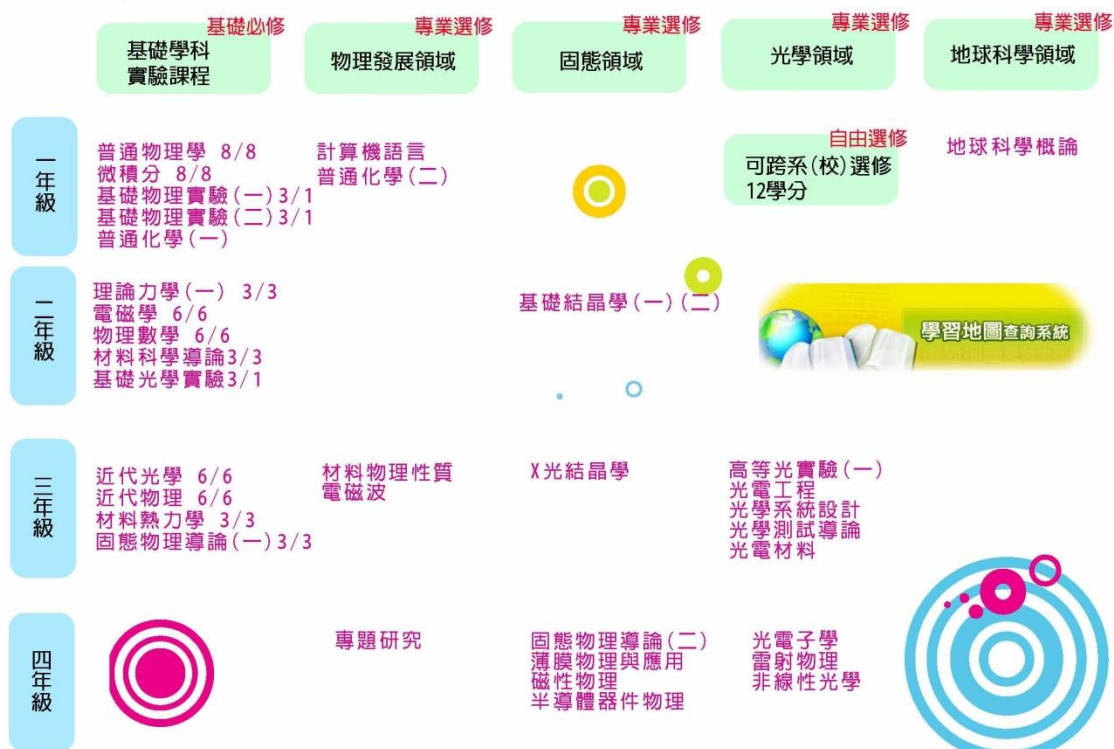 基礎必修
基礎學科
實驗課程
專業選修
物理發展領域
專業選修
固態領域
專業選修
光學領域
專業選修
地球科學領域
一年級
普通物理學 8/8
微積分 8/8
基礎物理實驗(一)3/1
基礎物理實驗(二)3/1
普通化學(一)
計算機語言
普通化學(二)
自由選修
可跨系(校)選修
12學分
地球科學概論
二年級
理論力學(一) 3/3
電磁學 6/6
物理數學 6/6
材料科學導論3/3
基礎光學實驗3/1
基礎結晶學(一)(二)
學習地圖查詢系統
三年級
近代光學 6/6
近代物理 6/6
材料熱力學 3/3
固態物理導論(一)3/3
材料物理性質
電磁波
X光結晶學
高等光實驗(一)
光電工程
光學系統設計
光學測試導論
光電材料
四年級
專題研究
固態物理導論(二)
薄膜物理與應用
磁性物理
半導體器件物理
光電子學
雷射物理
非線性光學